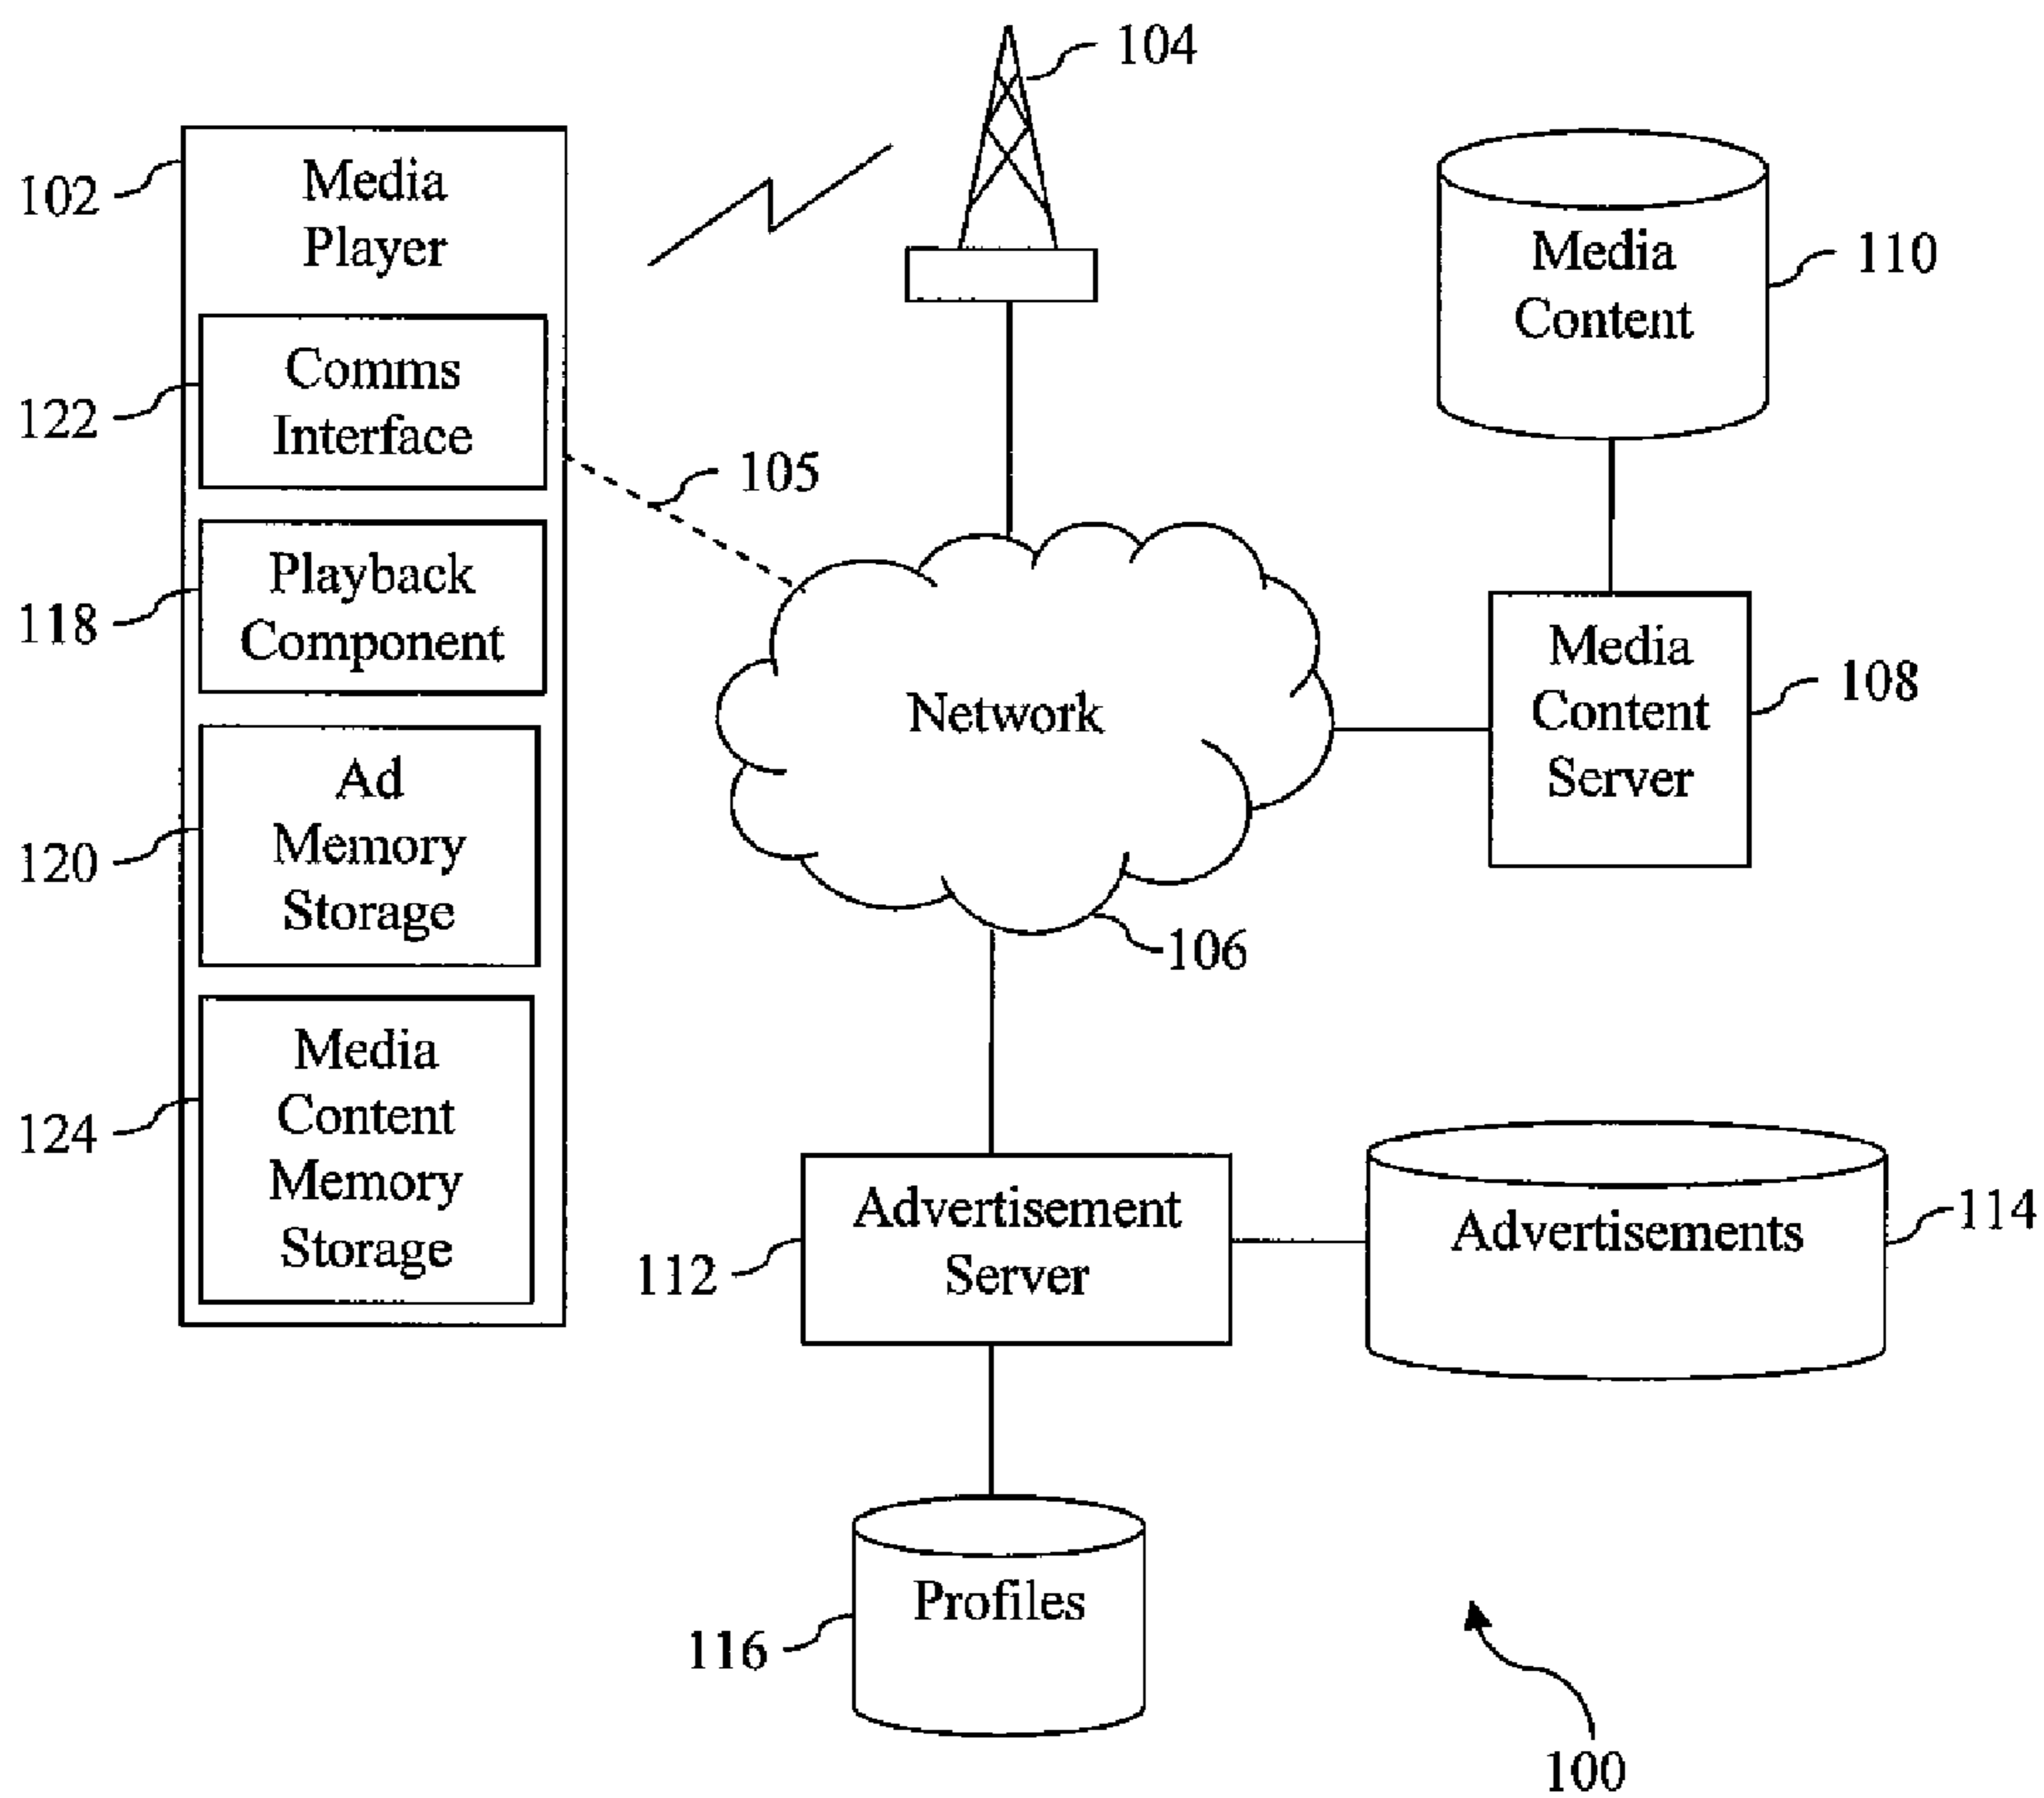 104
102
Media
Player
110
Media
Content
122
Comms
Interface
105
118
Playback
Component
Network
108
Media
Content
Server
120
Ad
Memory
Storage
106
124
Media
Content
Memory
Storage
112
Advertisement
Server
114
Advertisements
116
Profiles
100